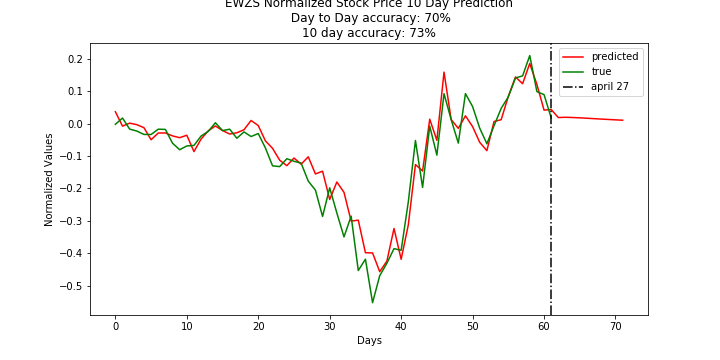 EWZS Normalized Stock Price 10 Day Prediction
Day to Day accuracy: 70%
10 day accuracy: 73%
predicted
true
april 27
Normalized Values
0.2
0.1
0.0
−0.1
−0.2
−0.3
−0.4
−0.5
0 10 20 30 40 50 60 70
Days